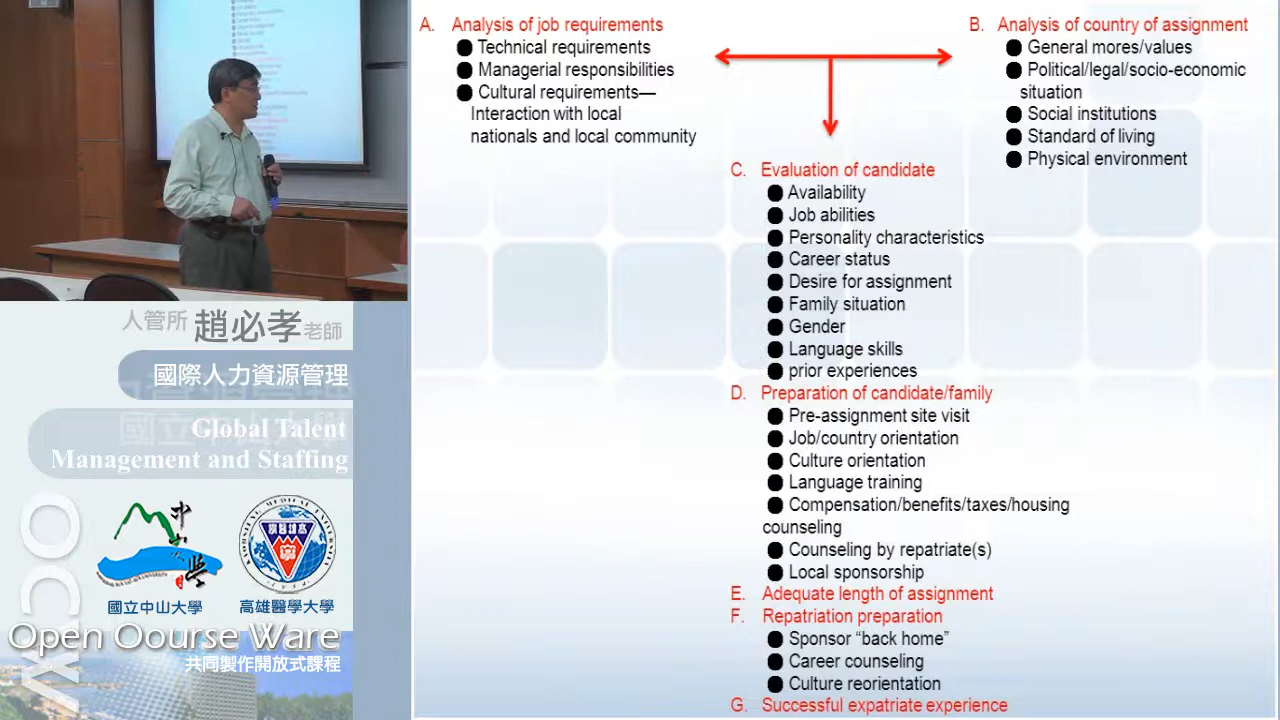 A. Analysis of job requirements
● Technical requirements
● Managerial responsibilities
● Cultural requirements—
Interaction with local
nationals and local community
B. Analysis of country of assignment
● General mores/values
● Political/legal/socio-economic
situation
● Social institutions
● Standard of living
● Physical environment
C. Evaluation of candidate
● Availability
● Job abilities
● Personality characteristics
● Career status
● Desire for assignment
● Family situation
● Gender
● Language skills
● prior experiences
D. Preparation of candidate/family
● Pre-assignment site visit
● Job/country orientation
● Culture orientation
● Language training
● Compensation/benefits/taxes/housing
counseling
● Counseling by repatriate(s)
● Local sponsorship
E. Adequate length of assignment
F. Repatriation preparation
● Sponsor “back home”
● Career counseling
● Culture reorientation
G. Successful expatriate experience
人管所 趙必孝老師
國際人力資源管理
Global Talent
Management and Staffing
中山大學
國立中山大學
高雄醫學大學
OCW
Open Oourse Ware
共同製作開放式課程